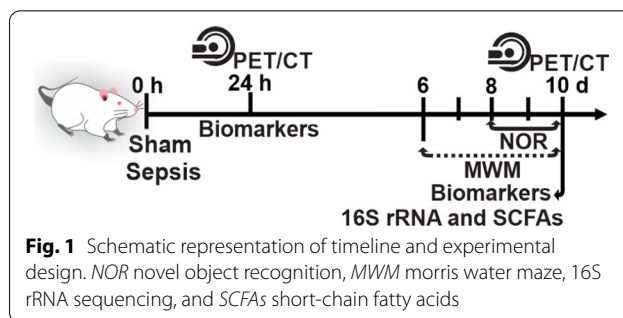 PET/CT PET/CT
0 h 24 h 6 8 10 d
Biomarkers
Sham
Sepsis
NOR
MWM
Biomarkers
16S rRNA and SCFAs
Fig. 1 Schematic representation of timeline and experimental
design. NOR novel object recognition, MWM morris water maze, 16S
rRNA sequencing, and SCFAs short-chain fatty acids